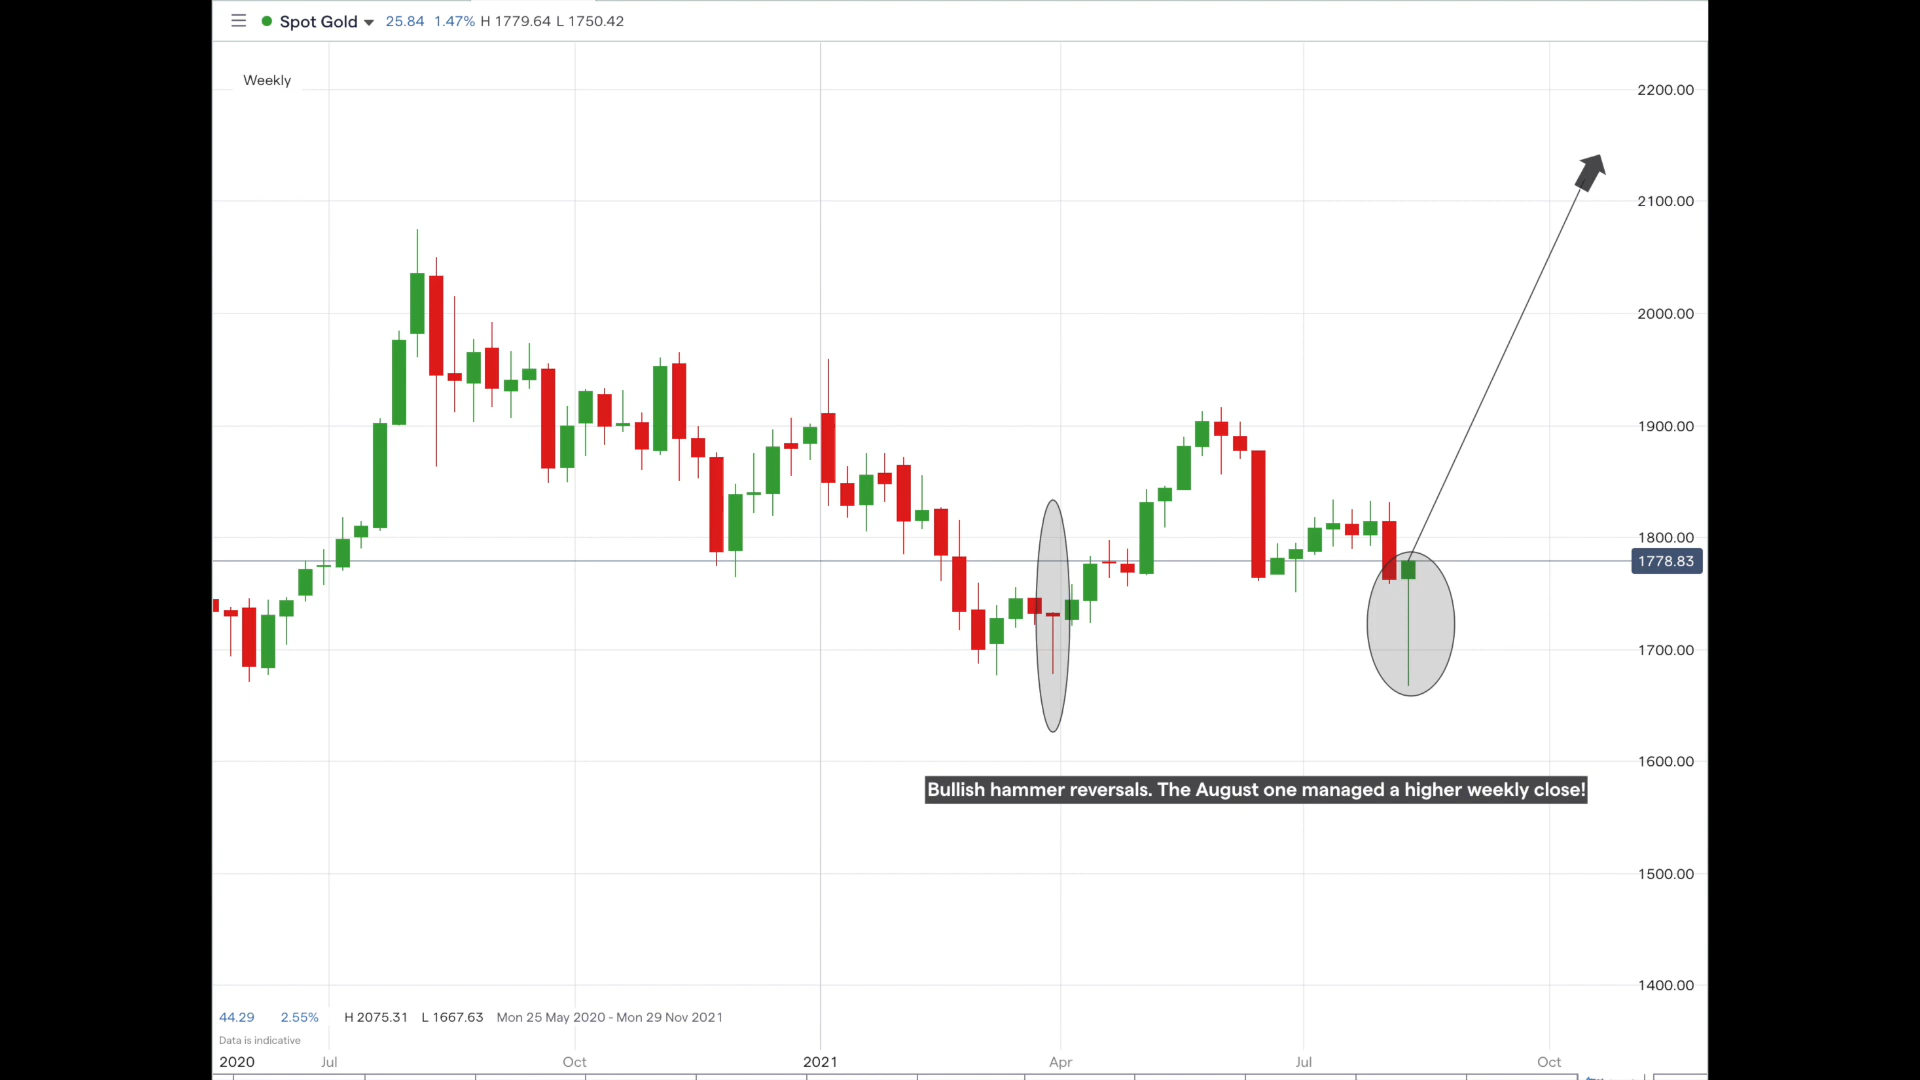 Spot Gold 25.84 1.47% H 1779.64 L 1750.42
Weekly
2200.00
2100.00
2000.00
1900.00
1800.00
1778.83
1700.00
1600.00
Bullish hammer reversals. The August one managed a higher weekly close!
1500.00
1400.00
44.29 2.55% H 2075.31 L 1667.63 Mon 25 May 2020 - Mon 29 Nov 2021
Data is indicative
2020 Jul Oct 2021 Apr Jul Oct